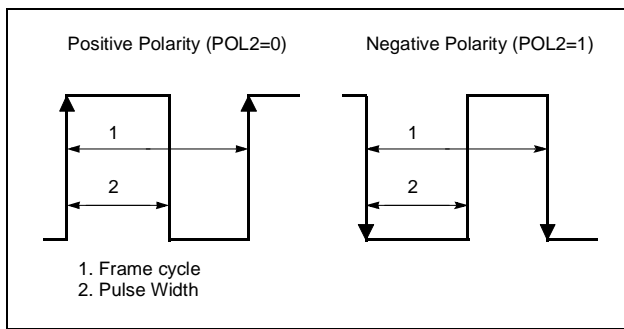 Positive Polarity (POL2=0)
Negative Polarity (POL2=1)
1
2
1
2
1. Frame cycle
2. Pulse Width